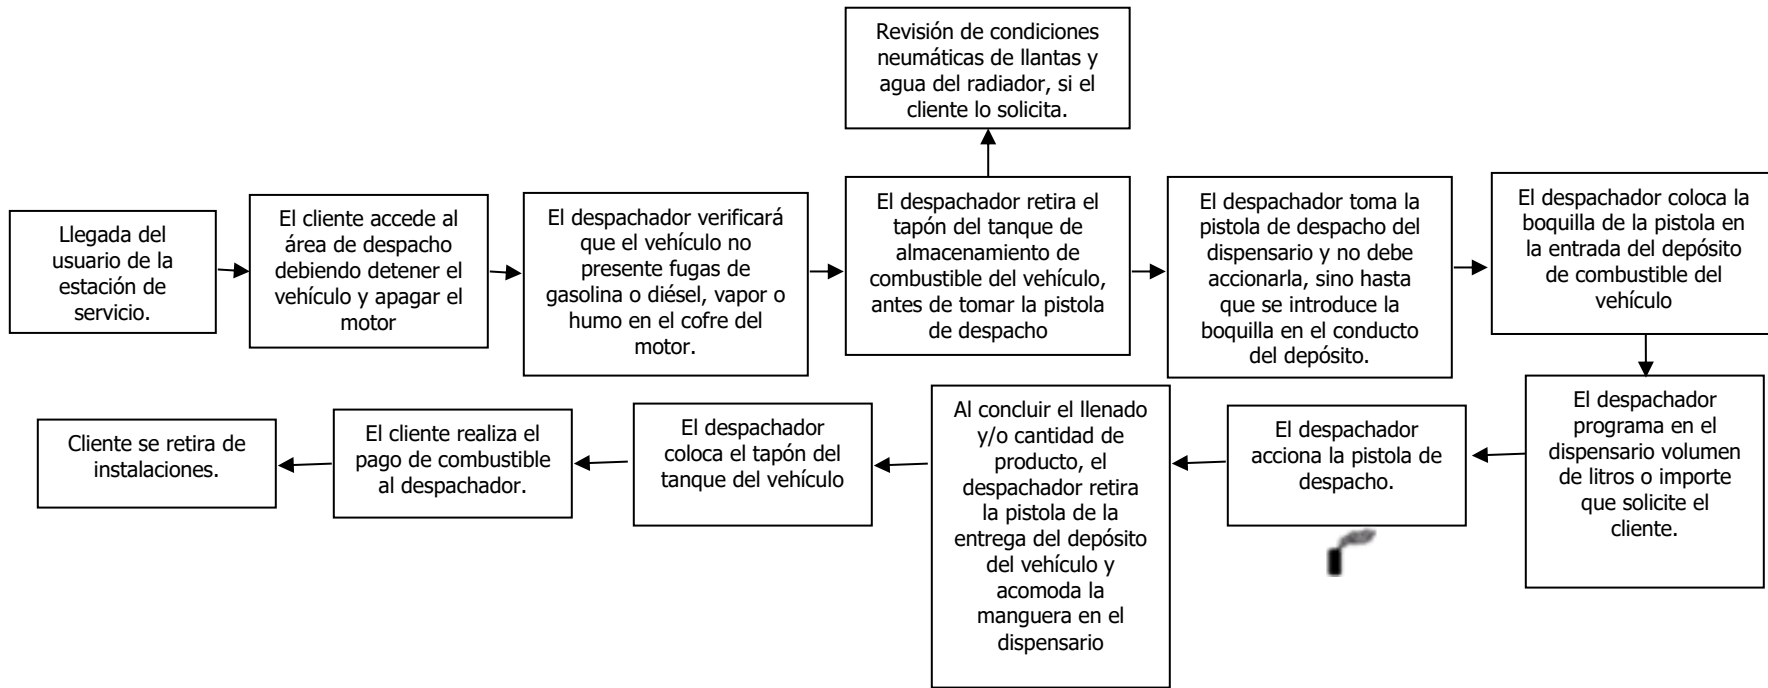 Revisión de condiciones
neumáticas de llantas y
agua del radiador, si el
cliente lo solicita.
Llegada del
usuario de la
estación de
servicio.
El cliente accede al
área de despacho
debiendo detener el
vehículo y apagar el
motor
El despachador verificará
que el vehículo no
presente fugas de
gasolina o diésel, vapor o
humo en el cofre del
motor.
El despachador retira el
tapón del tanque de
almacenamiento de
combustible del vehículo,
antes de tomar la pistola
de despacho
El despachador toma la
pistola de despacho del
dispensario y no debe
accionarla, sino hasta
que se introduce la
boquilla en el conducto
del depósito.
El despachador coloca la
boquilla de la pistola en
la entrada del depósito
de combustible del
vehículo
El despachador
programa en el
dispensario volumen
de litros o importe
que solicite el
cliente.
El despachador
acciona la pistola de
despacho.
Al concluir el llenado
y/o cantidad de
producto, el
despachador retira
la pistola de la
entrega del depósito
del vehículo y
acomoda la
manguera en el
dispensario
El despachador
coloca el tapón del
tanque del vehículo
El cliente realiza el
pago de combustible
al despachador.
Cliente se retira de
instalaciones.